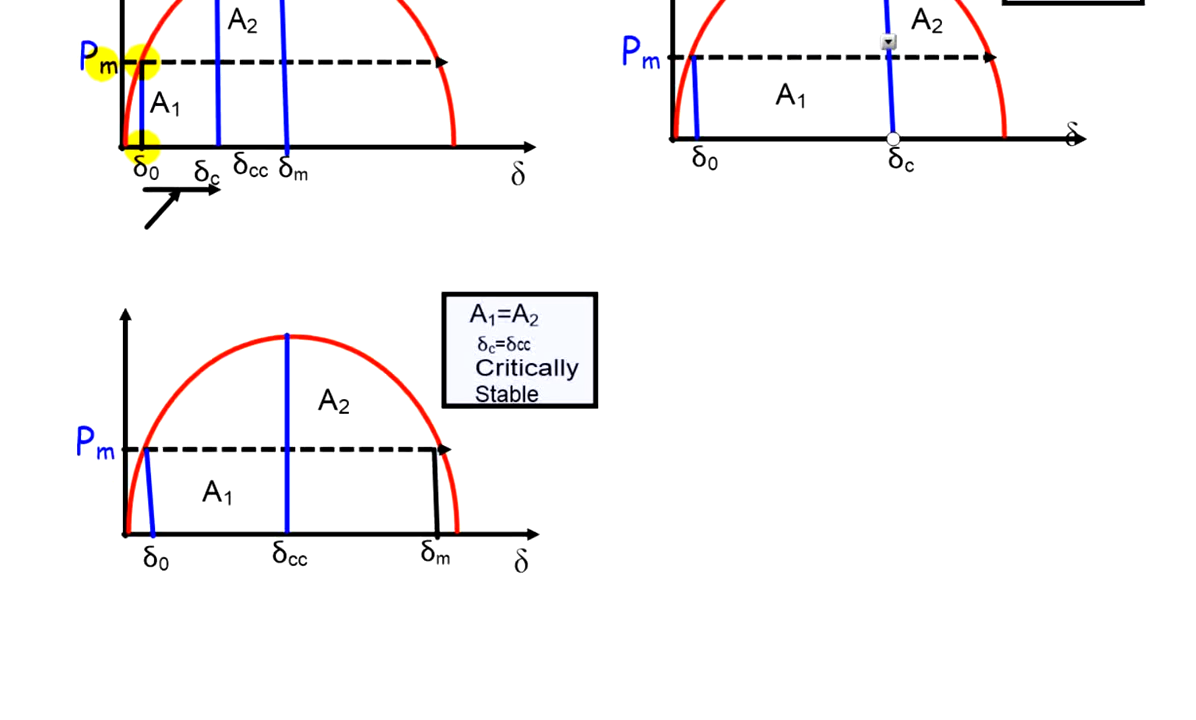 A₂
Pₘ
A₁
δ₀ δc δcc δₘ δ
A₂
Pₘ
A₁
δ₀ δc δ
A₁=A₂
δc=δcc
Critically
Stable
A₂
Pₘ
A₁
δ₀ δcc δₘ δ